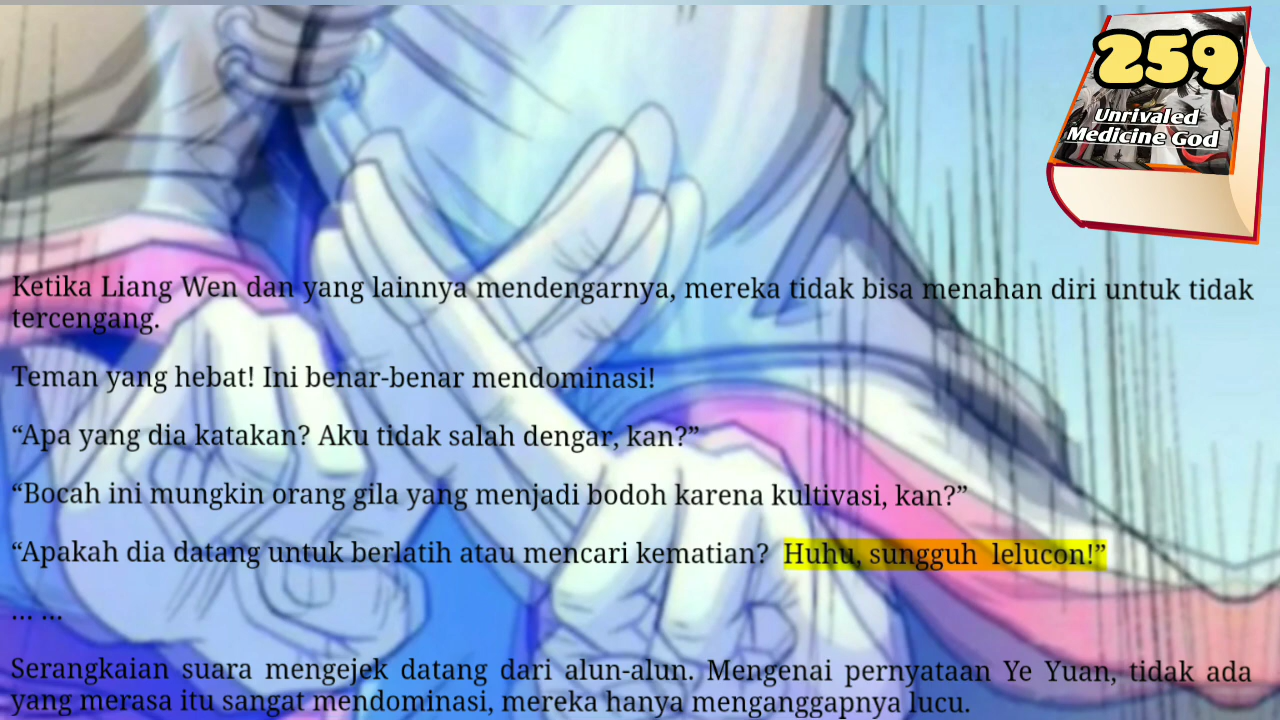 259
Unrivaled
Medicine God
Ketika Liang Wen dan yang lainnya mendengarnya, mereka tidak bisa menahan diri untuk tidak
tercengang.
Teman yang hebat! Ini benar-benar mendominasi!
“Apa yang dia katakan? Aku tidak salah dengar, kan?”
“Bocah ini mungkin orang gila yang menjadi bodoh karena kultivasi, kan?”
“Apakah dia datang untuk berlatih atau mencari kematian? Huhu, sungguh lelucon!”
... ...
Serangkaian suara mengejek datang dari alun-alun. Mengenai pernyataan Ye Yuan, tidak ada
yang merasa itu sangat mendominasi, mereka hanya menganggapnya lucu.